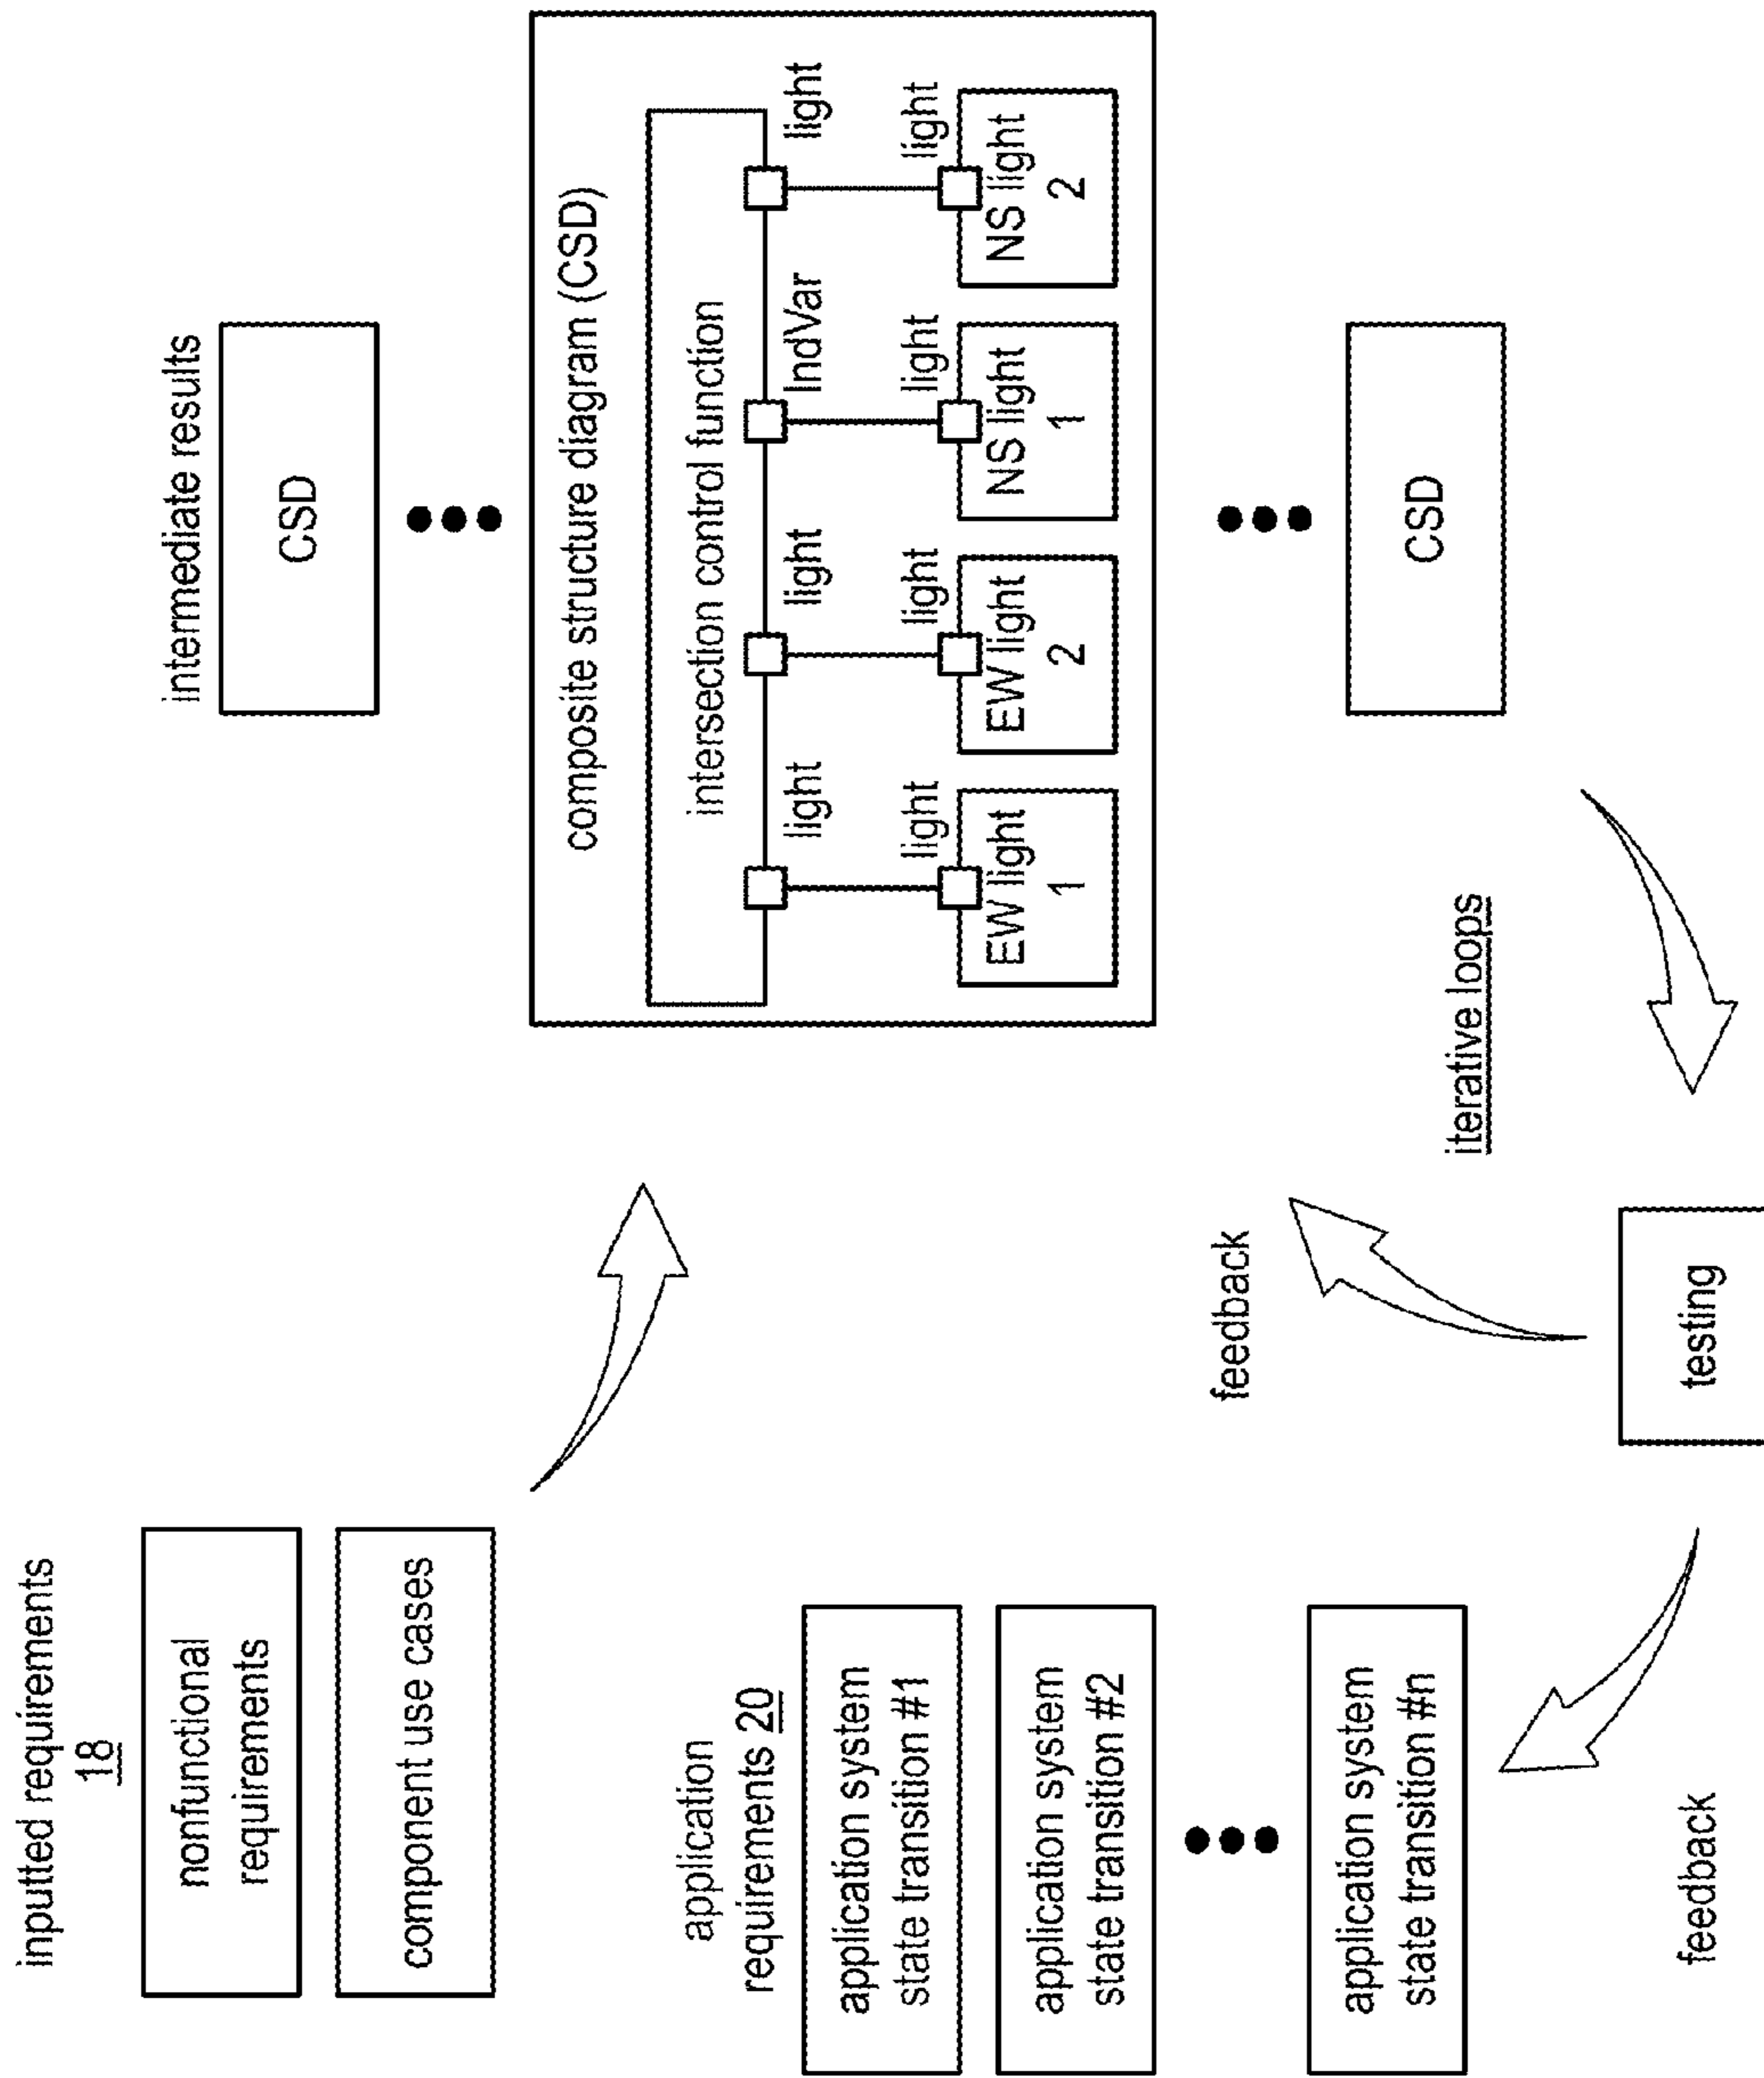 inputted requirements
18
nonfunctional
requirements
component use cases
application
requirements 20
application system
state transition #1
application system
state transition #2
application system
state transition #n
feedback
testing
feedback
iterative loops
intermediate results
CSD
composite structure diagram (CSD)
intersection control function
light
light
IndVar
light
light
light
light
light
EW light
1
EW light
2
NS light
1
NS light
2
CSD